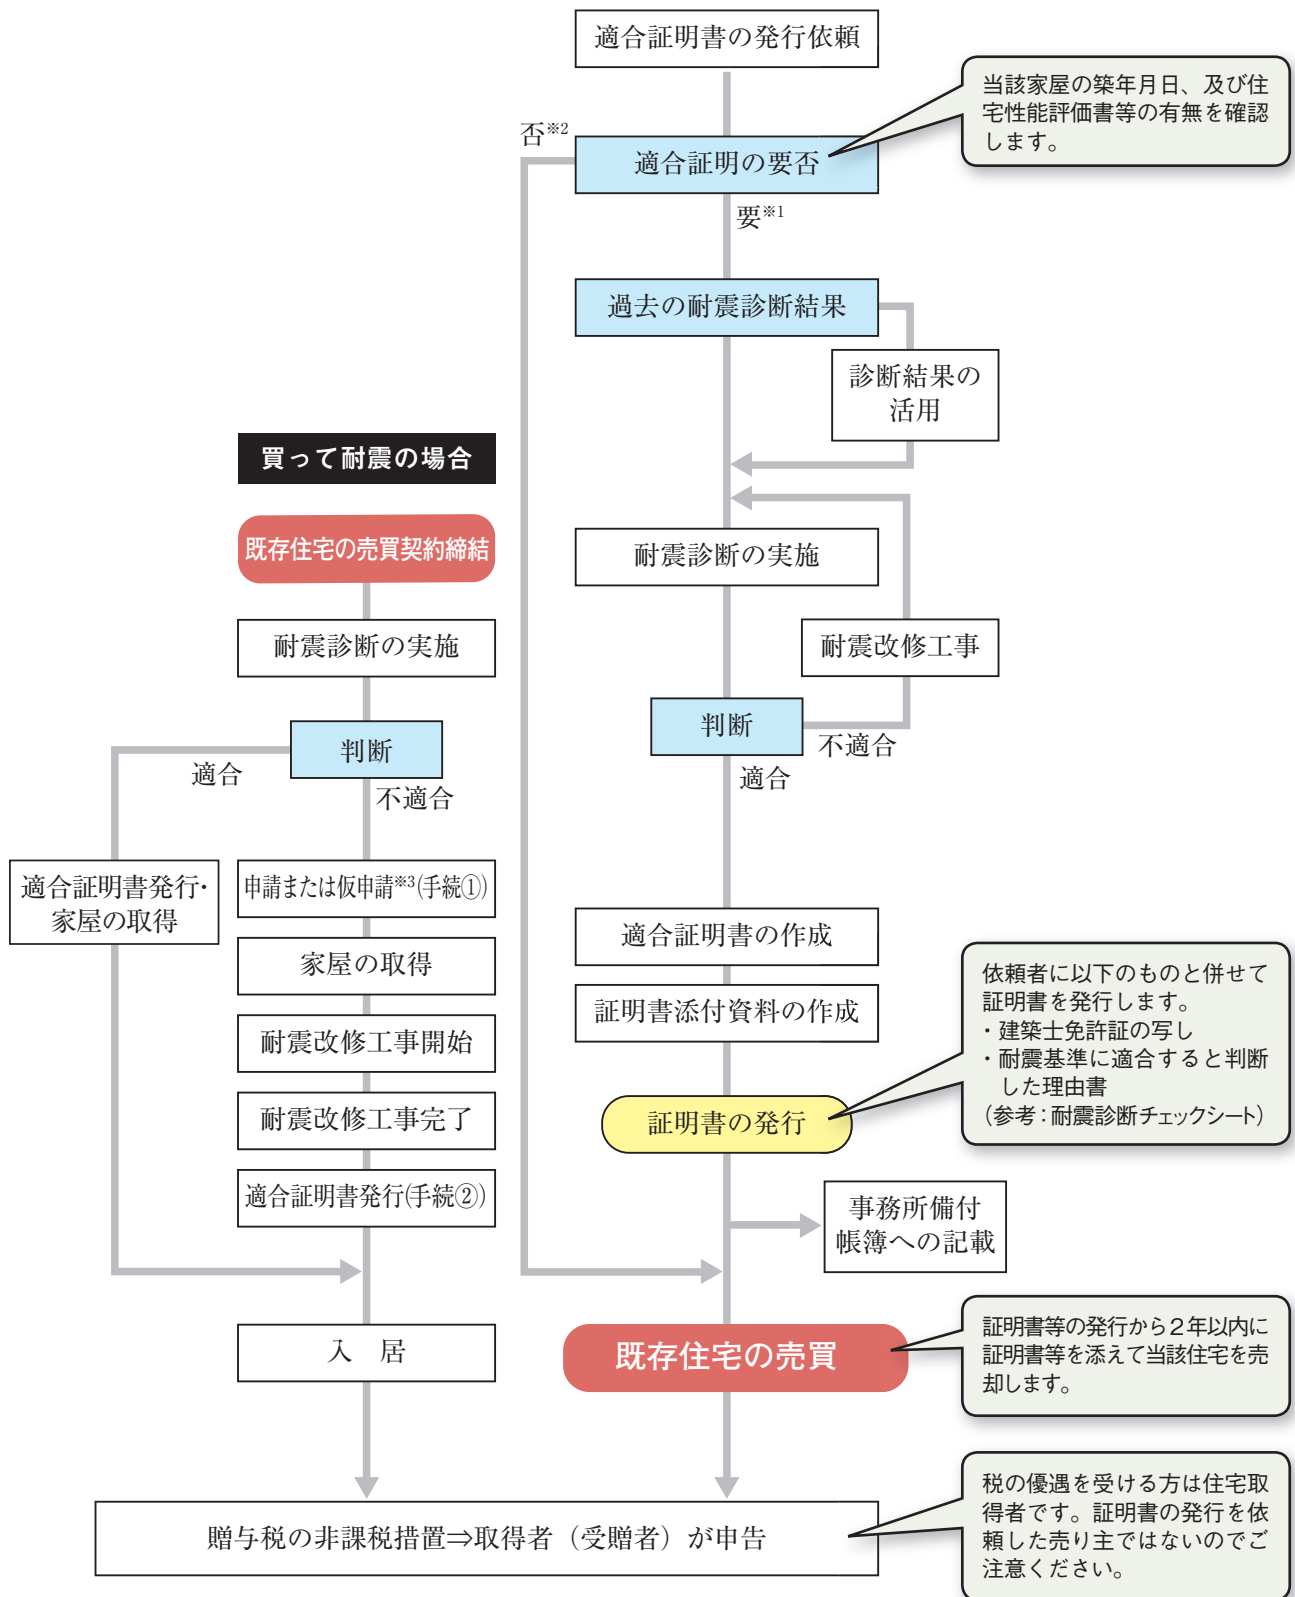 適合証明書の発行依頼
当該家屋の築年月日、及び住
宅性能評価書等の有無を確認
します。
否※2
適合証明の要否
要※1
過去の耐震診断結果
診断結果の
活用
耐震診断の実施
耐震改修工事
判断
不適合
適合
適合証明書の作成
証明書添付資料の作成
依頼者に以下のものと併せて
証明書を発行します。
・建築士免許証の写し
・耐震基準に適合すると判断
した理由書
（参考：耐震診断チェックシート）
証明書の発行
事務所備付
帳簿への記載
既存住宅の売買
証明書等の発行から２年以内に
証明書等を添えて当該住宅を売
却します。
買って耐震の場合
既存住宅の売買契約締結
耐震診断の実施
判断
適合
不適合
適合証明書発行・
家屋の取得
申請または仮申請※3(手続①)
家屋の取得
耐震改修工事開始
耐震改修工事完了
適合証明書発行(手続②)
入　居
贈与税の非課税措置⇒取得者（受贈者）が申告
税の優遇を受ける方は住宅取
得者です。証明書の発行を依
頼した売り主ではないのでご
注意ください。